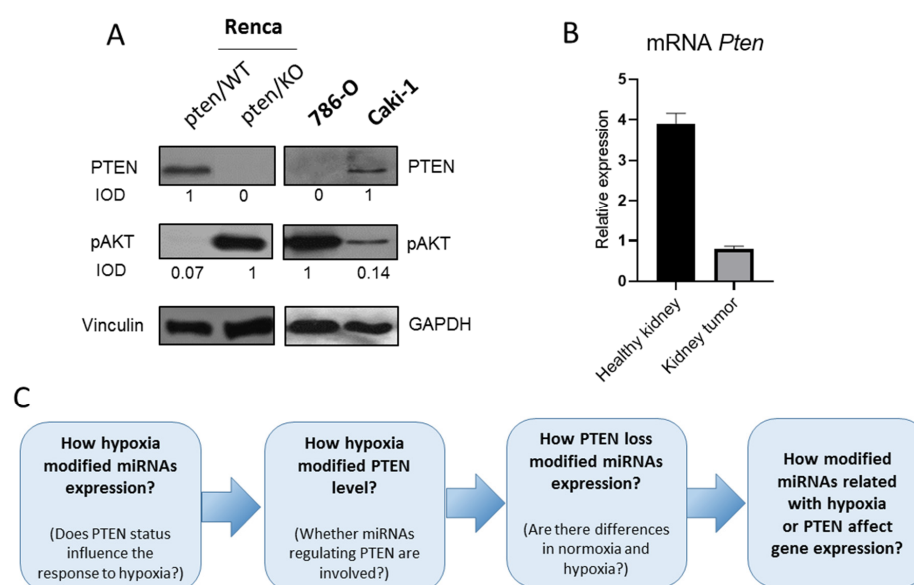 A
Renca
pten/WT
pten/KO
786-O
Caki-1
PTEN
PTEN
IOD
1
0
0
1
pAKT
pAKT
IOD
0.07
1
1
0.14
Vinculin
GAPDH
B
mRNA Pten
Relative expression
5
4
3
2
1
0
Healthy kidney
Kidney tumor
C
How hypoxia
modified miRNAs
expression?
(Does PTEN status
influence the
response to hypoxia?)
How hypoxia
modified PTEN
level?
(Whether miRNAs
regulating PTEN are
involved?)
How PTEN loss
modified miRNAs
expression?
(Are there differences
in normoxia and
hypoxia?)
How modified
miRNAs related
with hypoxia
or PTEN affect
gene expression?